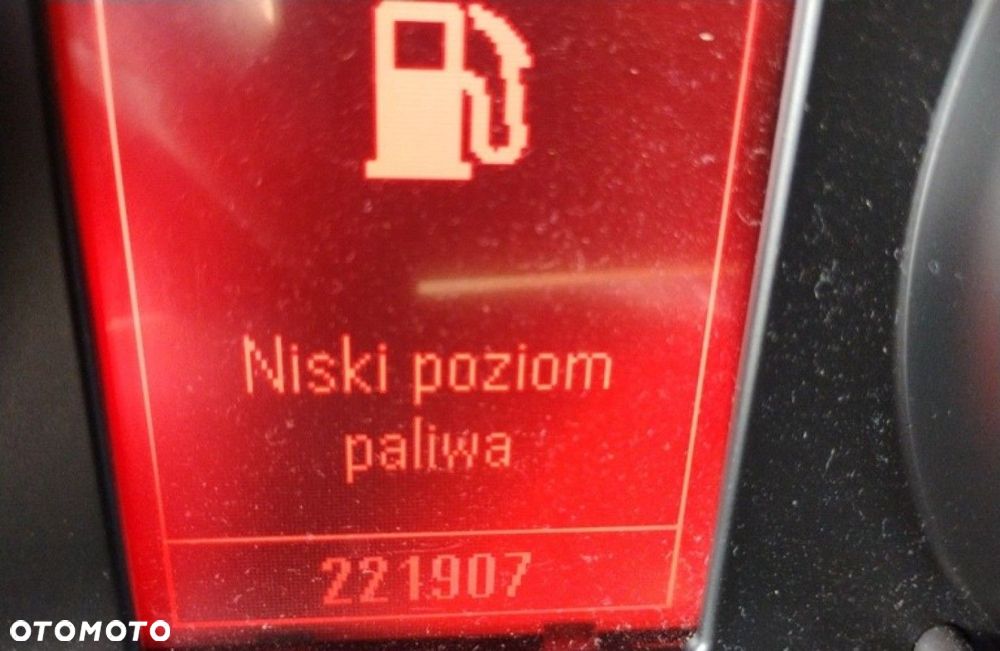 Niski poziom
paliwa
221907
OTOMOTO